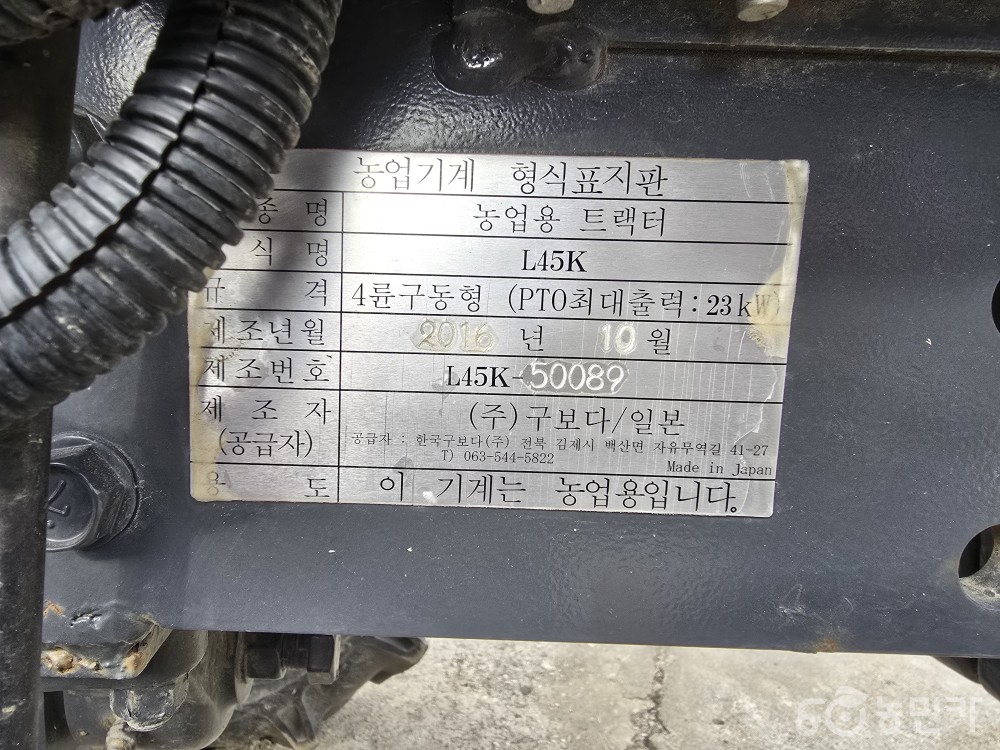 농업기계 형식표지판
종 명 농업용 트랙터
식 명 L45K
규 격 4륜구동형 (PTO최대출력:23kW)
제조년월 2016 년 10 월
제조번호 L45K-50089
제 조 자 (주)구보다/일본
(공급자) 공급자 : 한국구보다(주) 전북 김제시 백산면 자유무역길 41-27
T) 063-544-5822
Made in Japan
용 도 이 기계는 농업용입니다.
농민카